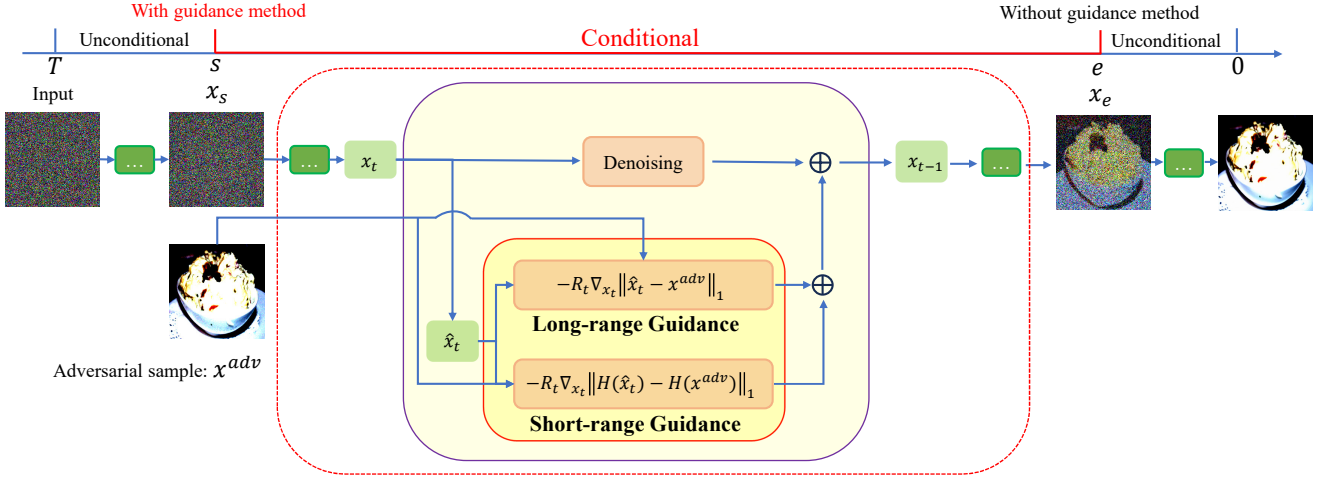 With guidance method
Without guidance method
Unconditional
Conditional
Unconditional
T
s
e
0
Input
x_s
x_e
...
...
x_t
Denoising
⊕
x_{t-1}
...
...
−R_t∇_{x_t}‖x̂_t − x^{adv}‖_1
⊕
Long-range Guidance
x̂_t
Adversarial sample: x^{adv}
−R_t∇_{x_t}‖H(x̂_t) − H(x^{adv})‖_1
Short-range Guidance